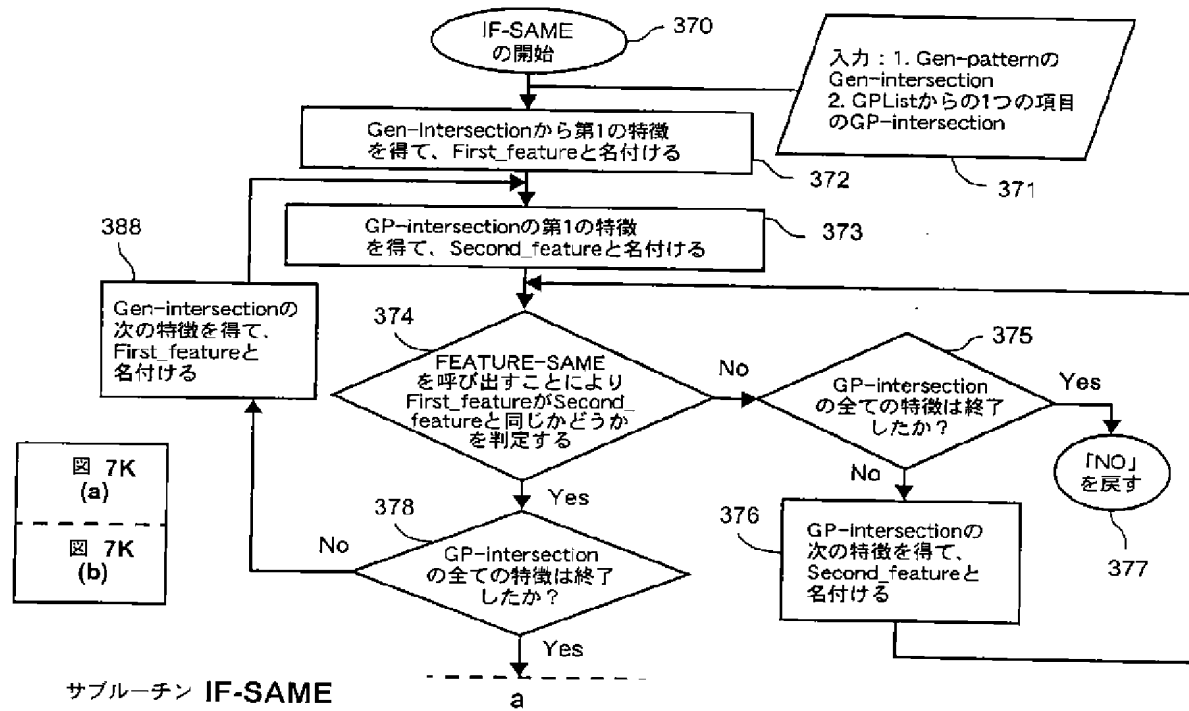 IF-SAME
の開始
370
入力：1. Gen-patternの
Gen-intersection
2. GPListからの1つの項目
のGP-intersection
371
Gen-Intersectionから第1の特徴
を得て、First_featureと名付ける
372
GP-intersectionの第1の特徴
を得て、Second_featureと名付ける
373
388
Gen-intersectionの
次の特徴を得て、
First_featureと
名付ける
374
FEATURE-SAME
を呼び出すことにより
First_featureがSecond_
featureと同じかどうか
を判定する
No
Yes
375
GP-intersection
の全ての特徴は終了
したか？
Yes
No
「NO」
を戻す
377
376
GP-intersectionの
次の特徴を得て、
Second_featureと
名付ける
378
GP-intersection
の全ての特徴は終了
したか？
No
Yes
a
図 7K
(a)
図 7K
(b)
サブルーチン IF-SAME